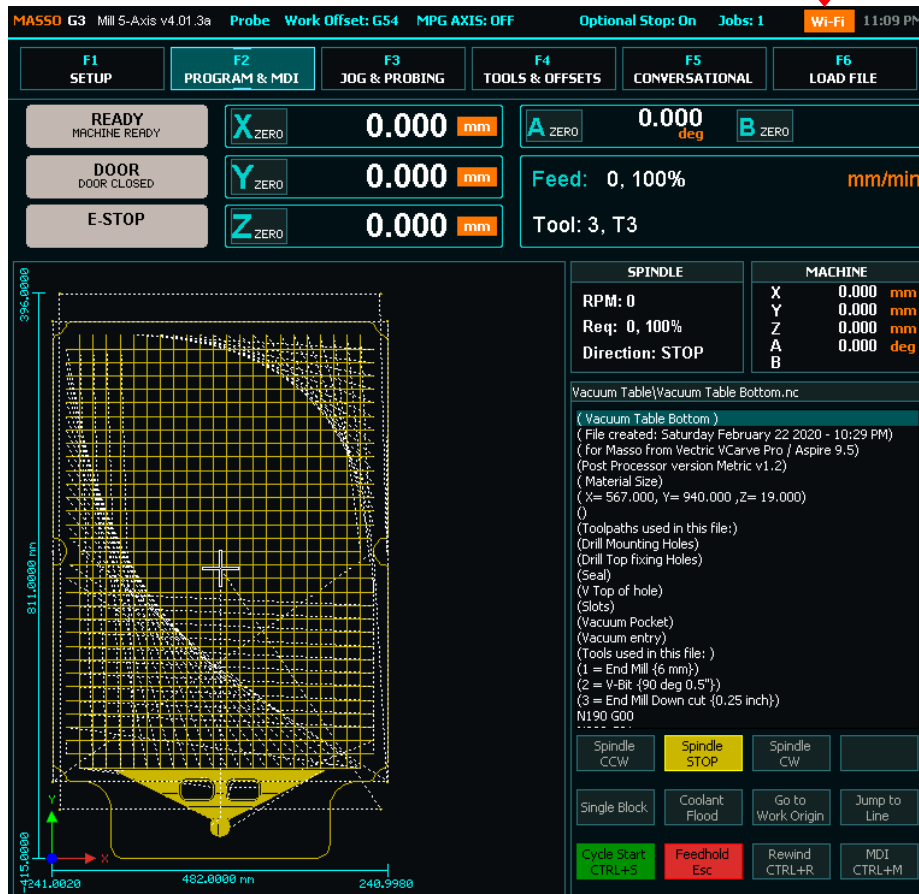 MASSO G3 Mill 5-Axis v4.01.3a Probe Work Offset: G54 MPG AXIS: OFF Optional Stop: On Jobs: 1 Wi-Fi 11:09 PM
F1 F2 F3 F4 F5 F6
SETUP PROGRAM & MDI JOG & PROBING TOOLS & OFFSETS CONVERSATIONAL LOAD FILE
READY
MACHINE READY
DOOR
DOOR CLOSED
E-STOP
X ZERO 0.000 mm
Y ZERO 0.000 mm
Z ZERO 0.000 mm
A ZERO 0.000 deg B ZERO
Feed: 0, 100% mm/min
Tool: 3, T3
396.0000
811.0000 mm
-415.0000
Y
X
-241.0020 482.0000 mm 240.9980
SPINDLE
RPM: 0
Req: 0, 100%
Direction: STOP
MACHINE
X 0.000 mm
Y 0.000 mm
Z 0.000 mm
A 0.000 deg
B
Vacuum Table\Vacuum Table Bottom.nc
( Vacuum Table Bottom )
( File created: Saturday February 22 2020 - 10:29 PM)
( for Masso from Vectric VCarve Pro / Aspire 9.5)
(Post Processor version Metric v1.2)
( Material Size)
( X= 567.000, Y= 940.000 ,Z= 19.000)
()
(Toolpaths used in this file:)
(Drill Mounting Holes)
(Drill Top fixing Holes)
(Seal)
(V Top of hole)
(Slots)
(Vacuum Pocket)
(Vacuum entry)
(Tools used in this file: )
(1 = End Mill {6 mm})
(2 = V-Bit {90 deg 0.5"})
(3 = End Mill Down cut {0.25 inch})
N190 G00
Spindle CCW Spindle STOP Spindle CW
Single Block Coolant Flood Go to Work Origin Jump to Line
Cycle Start CTRL+S Feedhold Esc Rewind CTRL+R MDI CTRL+M